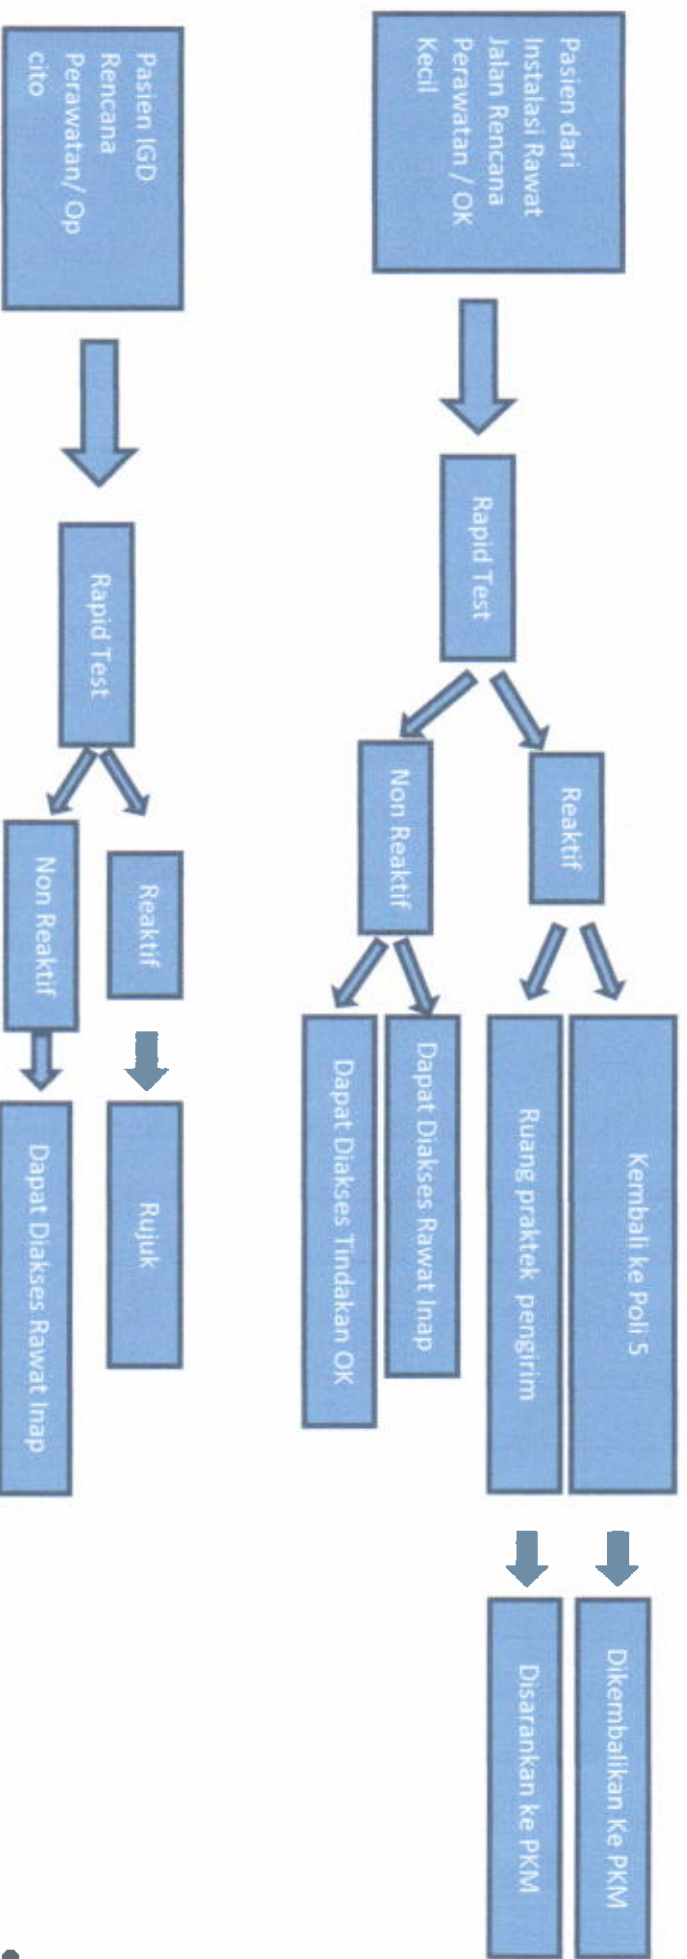 Pasien dari
Instalasi Rawat
Jalan Rencana
Perawatan / OK
Kecil
Rapid Test
Reaktif
Non Reaktif
Kembali ke Poli 5
Ruang praktek pengirim
Dapat Diakses Rawat Inap
Dapat Diakses Tindakan OK
Dikembalikan Ke PKM
Disarankan ke PKM
Pasien IGD
Rencana
Perawatan/ Op
cito
Rapid Test
Reaktif
Non Reaktif
Rujuk
Dapat Diakses Rawat Inap